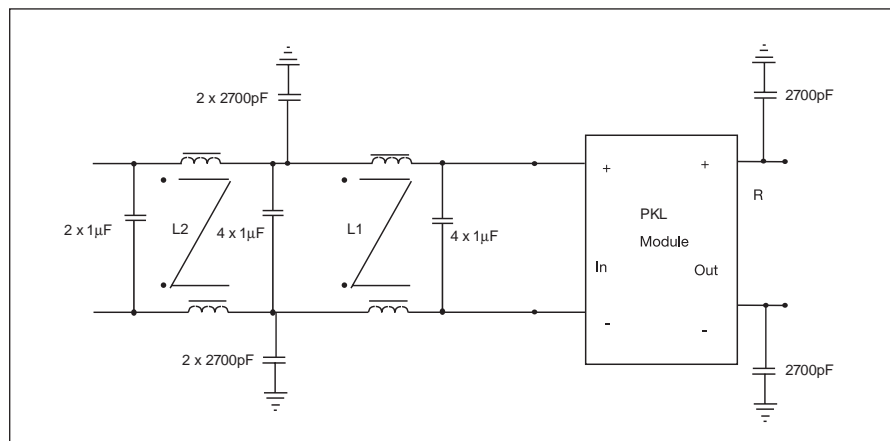 2 x 2700pF
2700pF
+
+
R
PKL
Module
2 x 1μF
L2
4 x 1μF
L1
4 x 1μF
In
Out
-
-
2 x 2700pF
2700pF